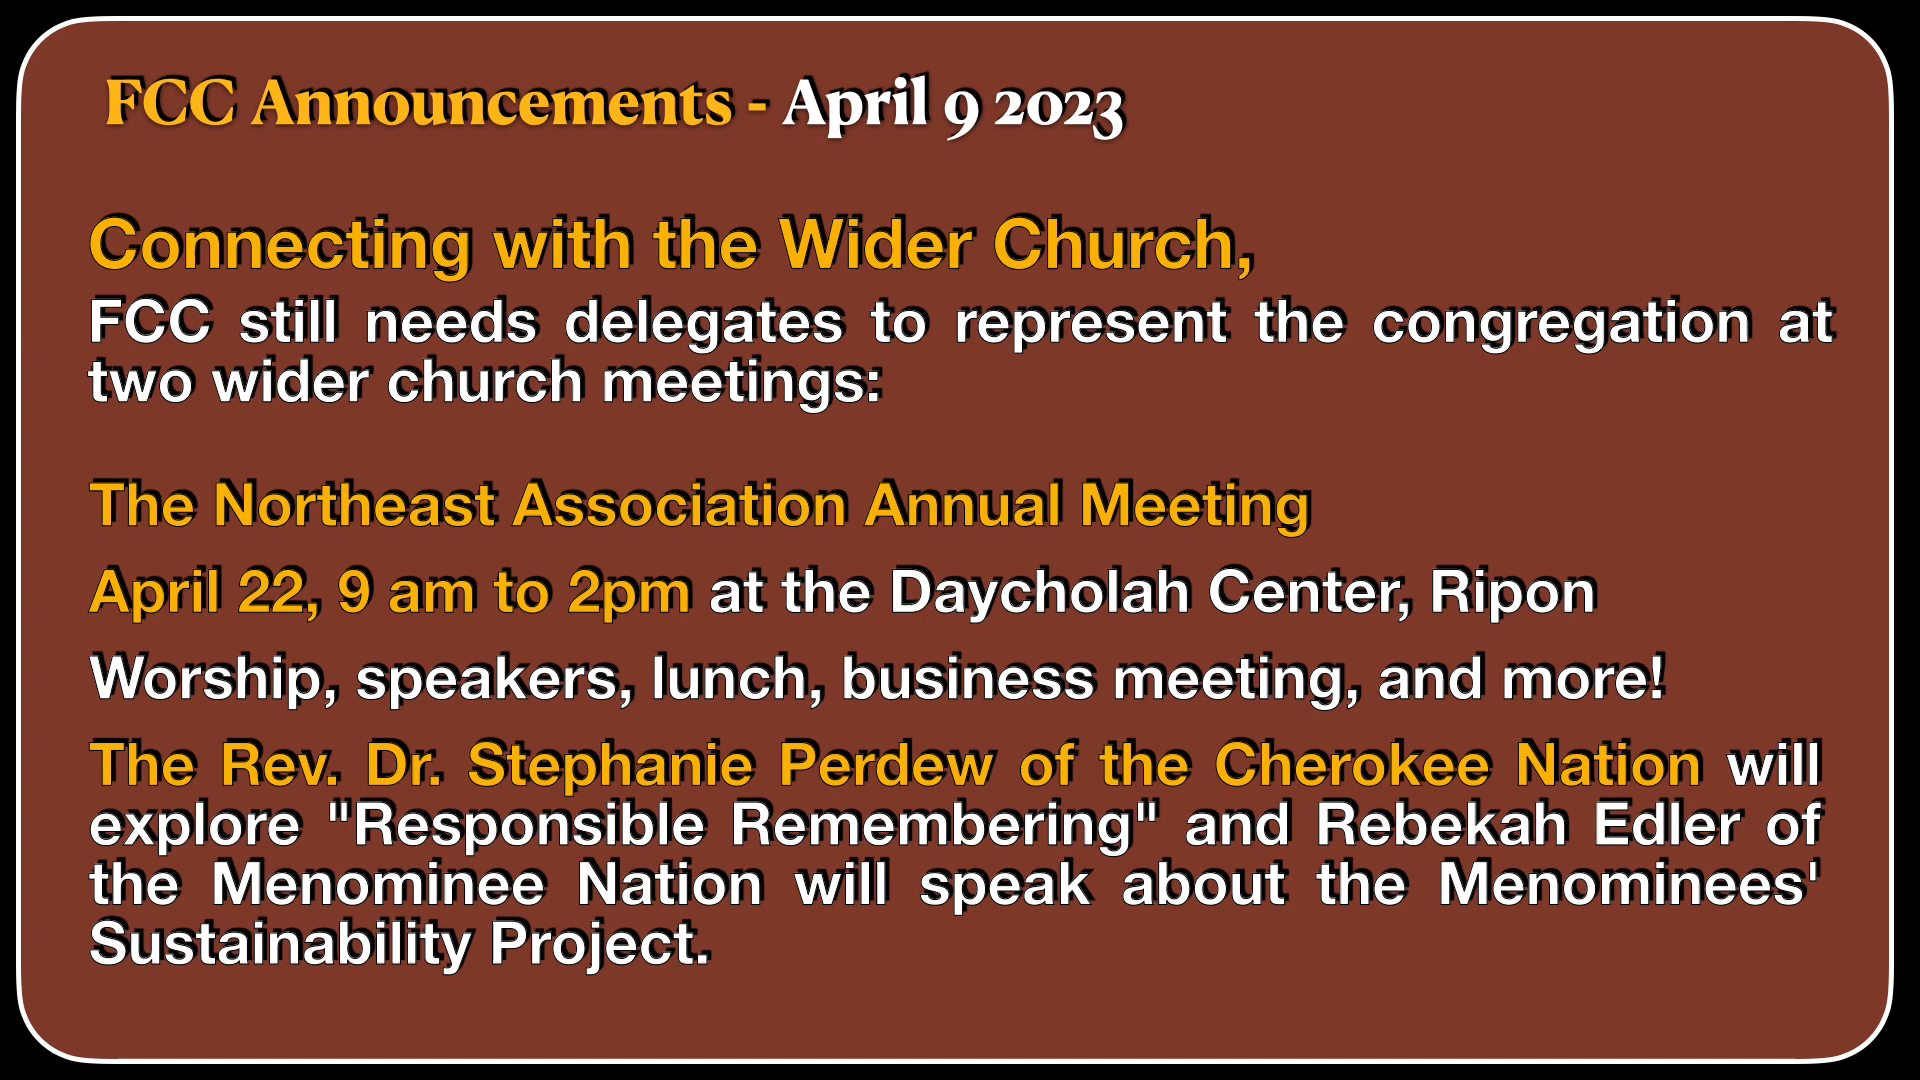 FCC Announcements - April 9 2023
Connecting with the Wider Church,
FCC still needs delegates to represent the congregation at
two wider church meetings:
The Northeast Association Annual Meeting
April 22, 9 am to 2pm at the Daycholah Center, Ripon
Worship, speakers, lunch, business meeting, and more!
The Rev. Dr. Stephanie Perdew of the Cherokee Nation will
explore "Responsible Remembering" and Rebekah Edler of
the Menominee Nation will speak about the Menominees'
Sustainability Project.